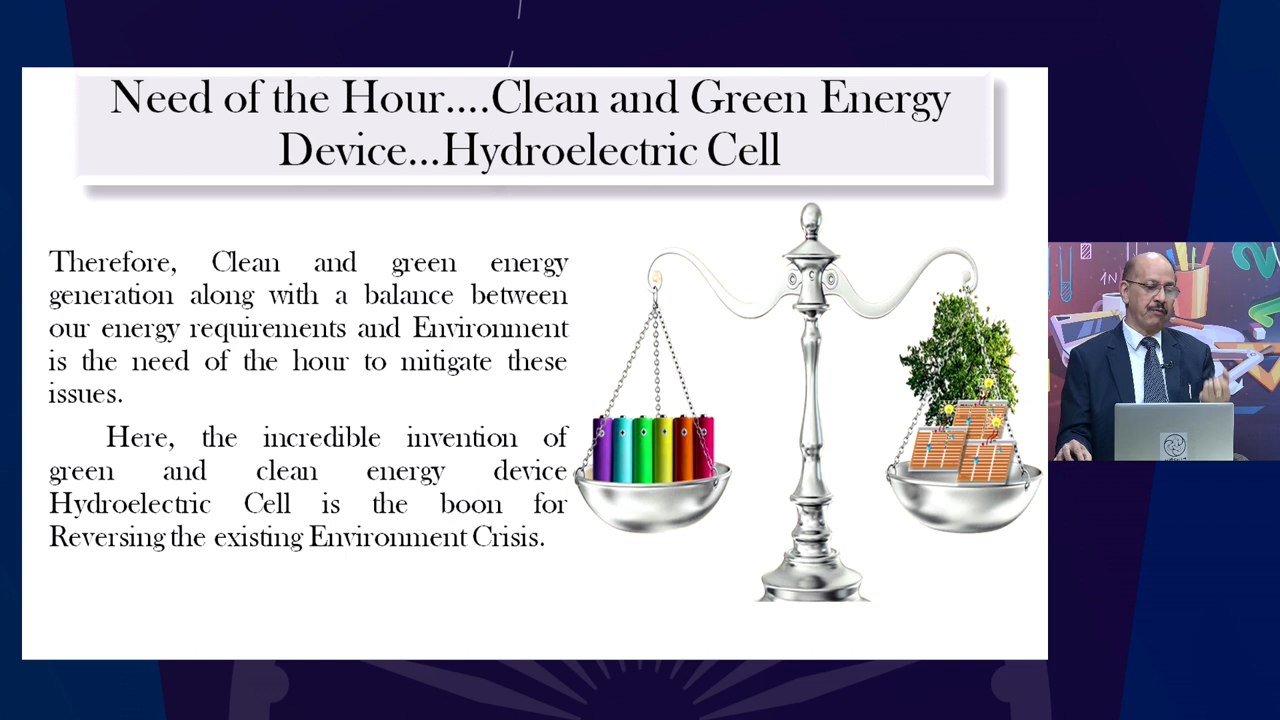 Need of the Hour....Clean and Green Energy
Device...Hydroelectric Cell
Therefore, Clean and green energy
generation along with a balance between
our energy requirements and Environment
is the need of the hour to mitigate these
issues.
Here, the incredible invention of
green and clean energy device
Hydroelectric Cell is the boon for
Reversing the existing Environment Crisis.